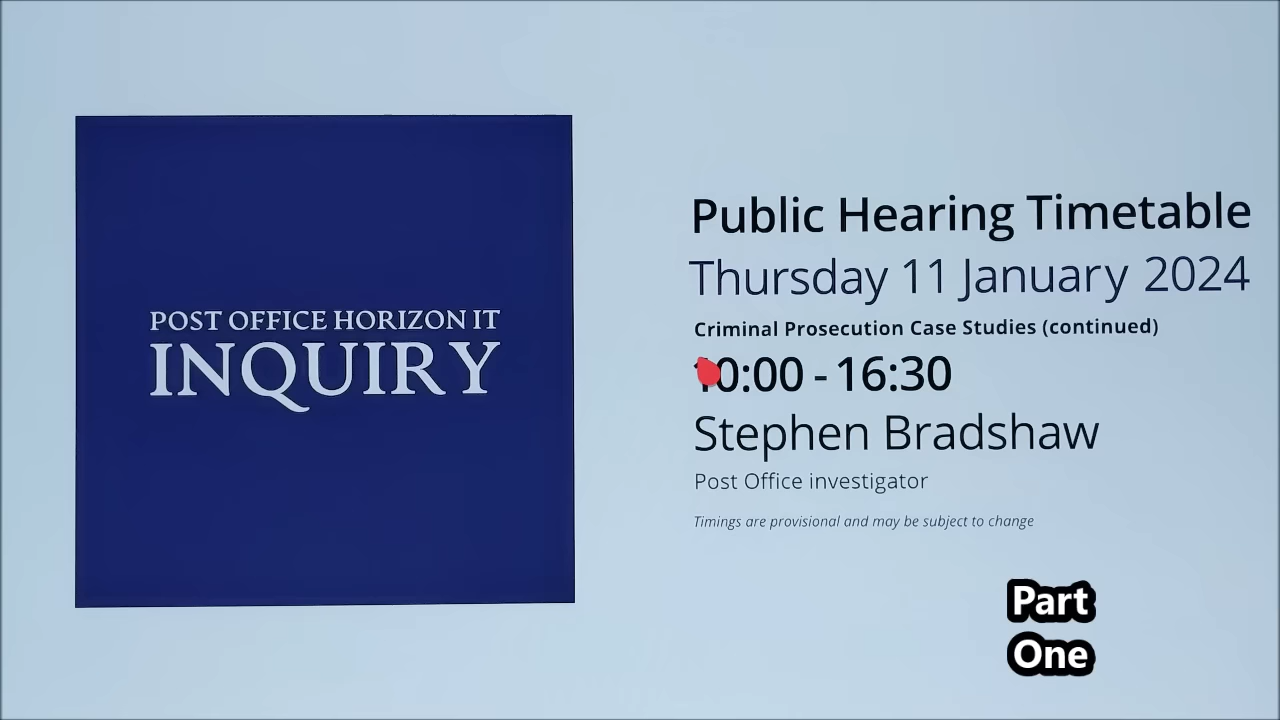 POST OFFICE HORIZON IT
INQUIRY
Public Hearing Timetable
Thursday 11 January 2024
Criminal Prosecution Case Studies (continued)
10:00 - 16:30
Stephen Bradshaw
Post Office investigator
Timings are provisional and may be subject to change
Part
One